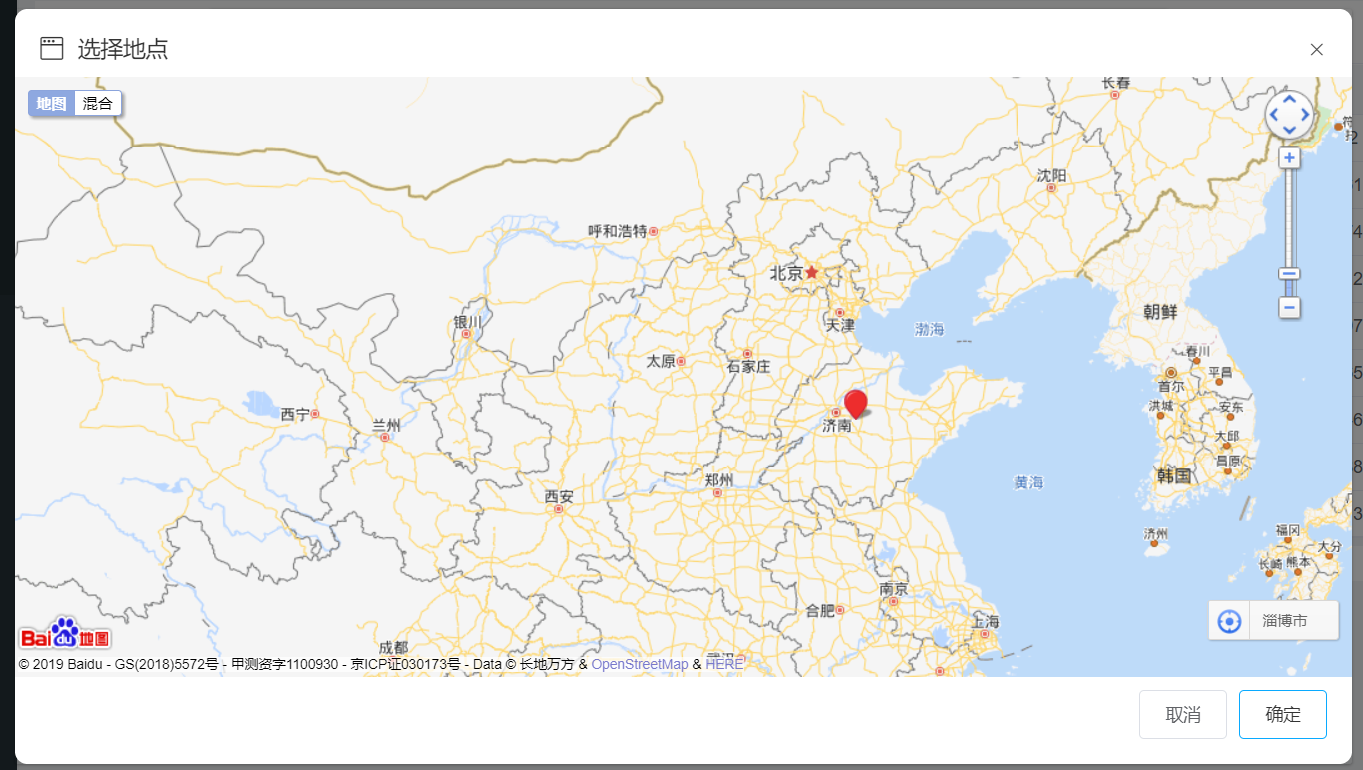 选择地点
地图 混合
长春
沈阳
呼和浩特
北京
天津
渤海
朝鲜
银川
太原
石家庄
春川
平昌
首尔
西宁
兰州
济南
洪城
安东
大邱
昌原
韩国
郑州
西安
黄海
济州
福冈
大分
长崎
熊本
南京
合肥
上海
淄博市
Bai du 地图
成都
武汉
© 2019 Baidu - GS(2018)5572号 - 甲测资字1100930 - 京ICP证030173号 - Data © 长地万方 & OpenStreetMap & HERE
取消 确定